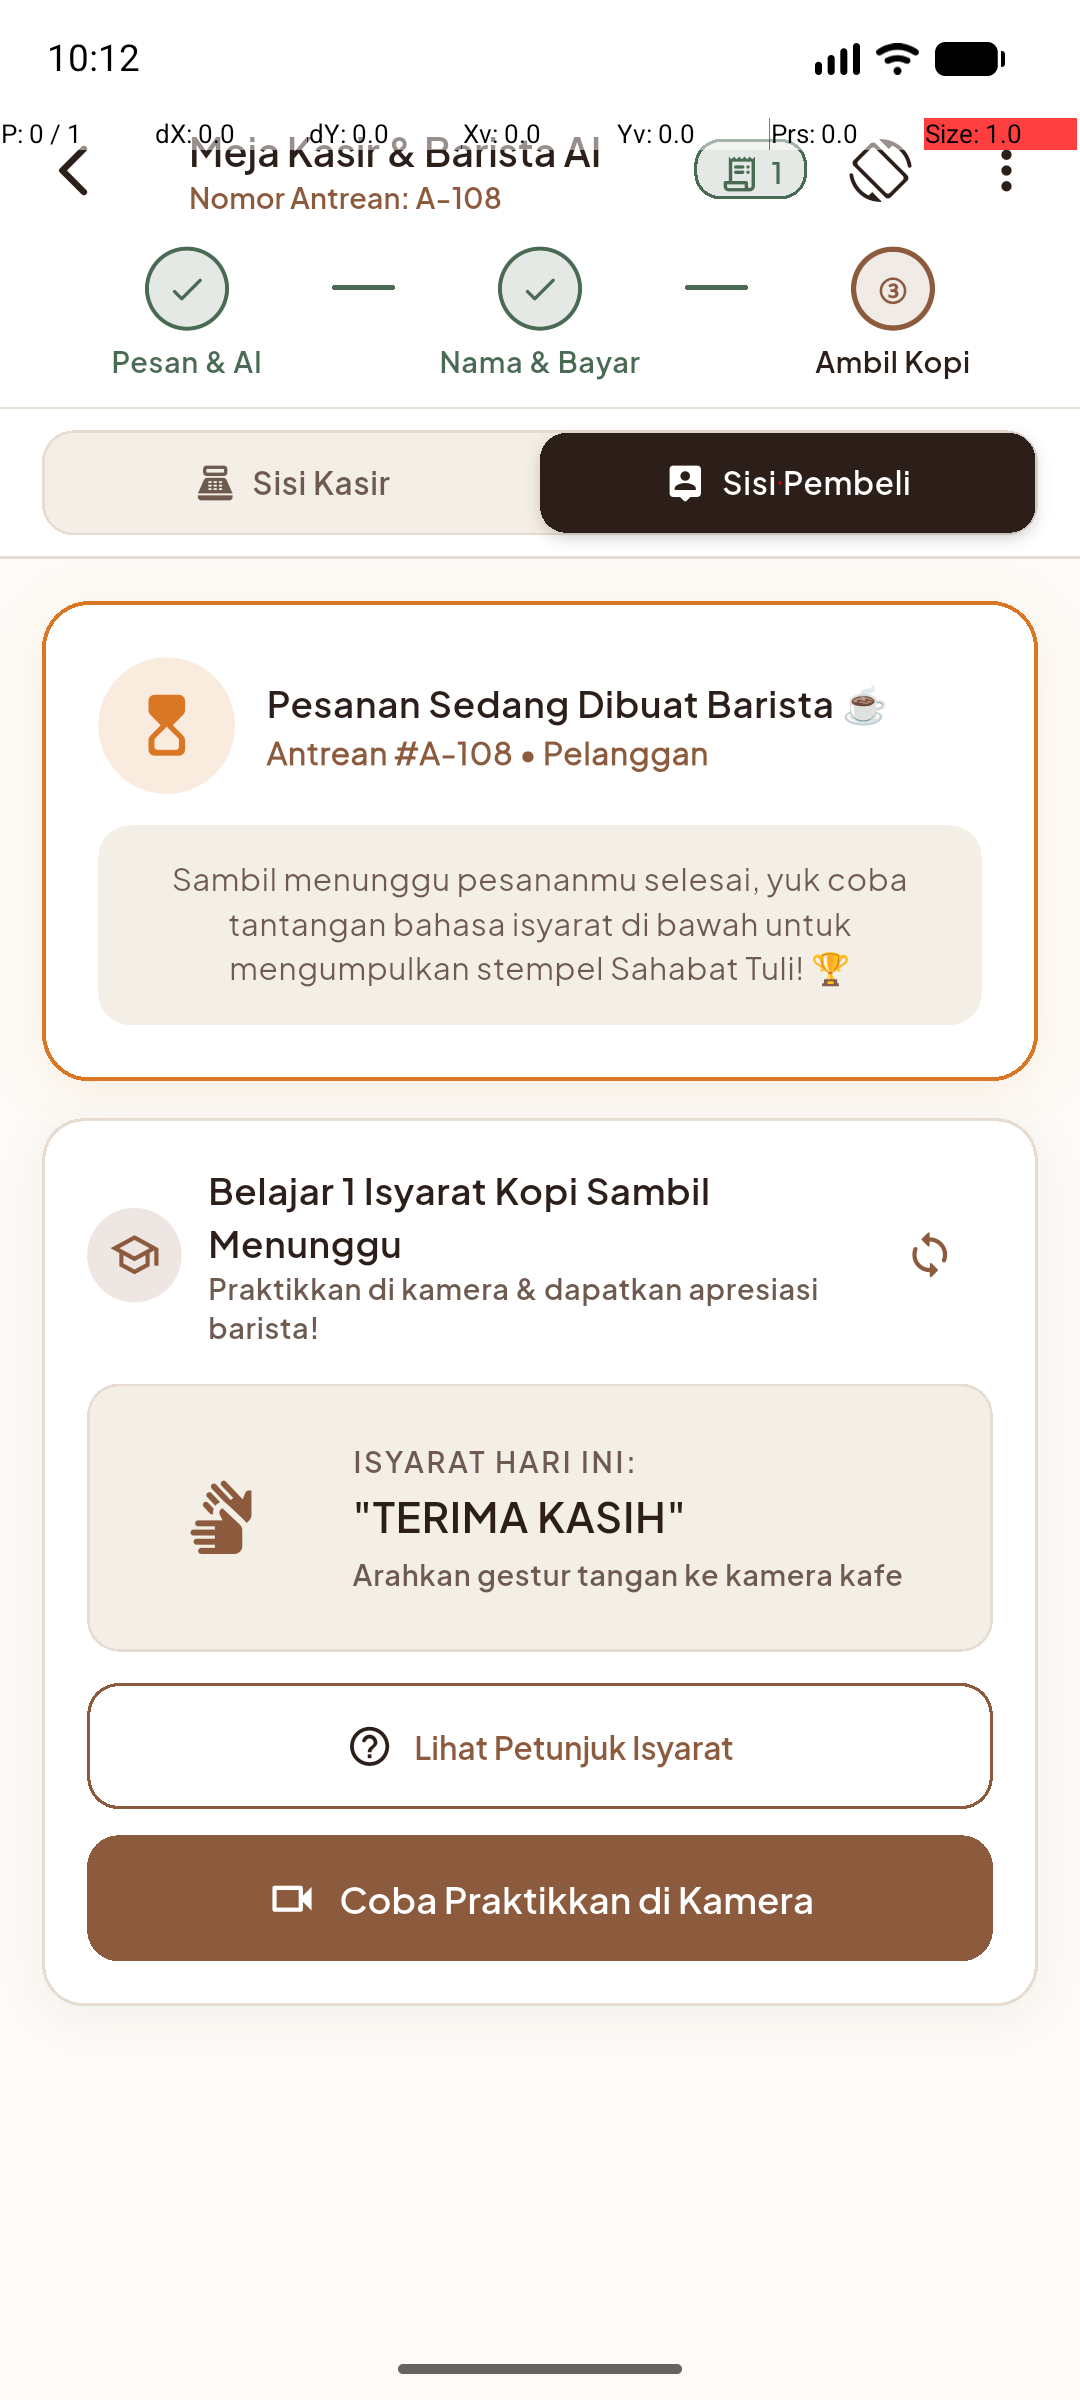 10:12
P: 0 / 1 dX: 0.0 dY: 0.0 Xv: 0.0 Yv: 0.0 Prs: 0.0 Size: 1.0
Meja Kasir & Barista AI
Nomor Antrean: A-108
1
3
Pesan & AI
Nama & Bayar
Ambil Kopi
Sisi Kasir
Sisi Pembeli
Pesanan Sedang Dibuat Barista ☕
Antrean #A-108 • Pelanggan
Sambil menunggu pesananmu selesai, yuk coba
tantangan bahasa isyarat di bawah untuk
mengumpulkan stempel Sahabat Tuli! 🏆
Belajar 1 Isyarat Kopi Sambil
Menunggu
Praktikkan di kamera & dapatkan apresiasi
barista!
ISYARAT HARI INI:
"TERIMA KASIH"
Arahkan gestur tangan ke kamera kafe
Lihat Petunjuk Isyarat
Coba Praktikkan di Kamera